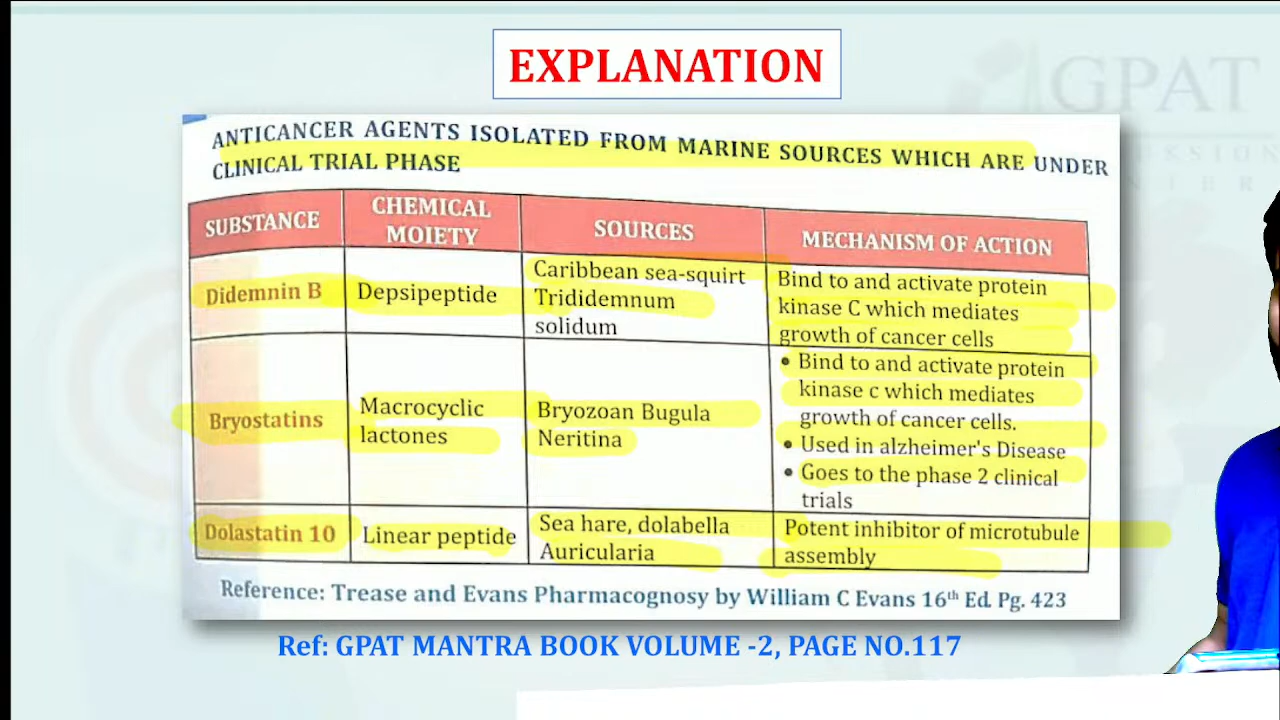 EXPLANATION
GPAT
ANTICANCER AGENTS ISOLATED FROM MARINE SOURCES WHICH ARE UNDER
CLINICAL TRIAL PHASE
SUBSTANCE
CHEMICAL
MOIETY
SOURCES
MECHANISM OF ACTION
Didemnin B
Depsipeptide
Caribbean sea-squirt
Trididemnum
solidum
Bind to and activate protein
kinase C which mediates
growth of cancer cells
Bryostatins
Macrocyclic
lactones
Bryozoan Bugula
Neritina
• Bind to and activate protein
kinase c which mediates
growth of cancer cells.
• Used in alzheimer's Disease
• Goes to the phase 2 clinical
trials
Dolastatin 10
Linear peptide
Sea hare, dolabella
Auricularia
Potent inhibitor of microtubule
assembly
Reference: Trease and Evans Pharmacognosy by William C Evans 16th Ed. Pg. 423
Ref: GPAT MANTRA BOOK VOLUME -2, PAGE NO.117